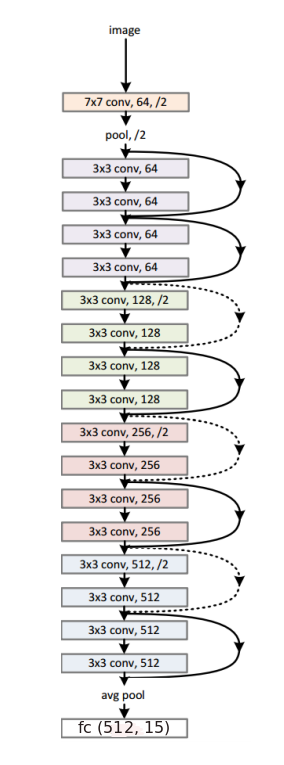 image
7x7 conv, 64, /2
pool, /2
3x3 conv, 64
3x3 conv, 64
3x3 conv, 64
3x3 conv, 64
3x3 conv, 128, /2
3x3 conv, 128
3x3 conv, 128
3x3 conv, 128
3x3 conv, 256, /2
3x3 conv, 256
3x3 conv, 256
3x3 conv, 256
3x3 conv, 512, /2
3x3 conv, 512
3x3 conv, 512
3x3 conv, 512
avg pool
fc (512, 15)